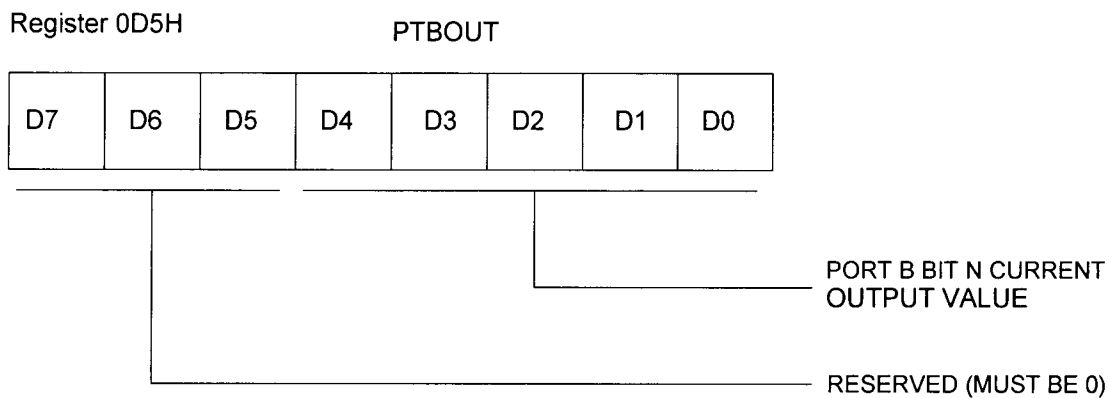 Register 0D5H PTBOUT
D7 D6 D5 D4 D3 D2 D1 D0
PORT B BIT N CURRENT
OUTPUT VALUE
RESERVED (MUST BE 0)